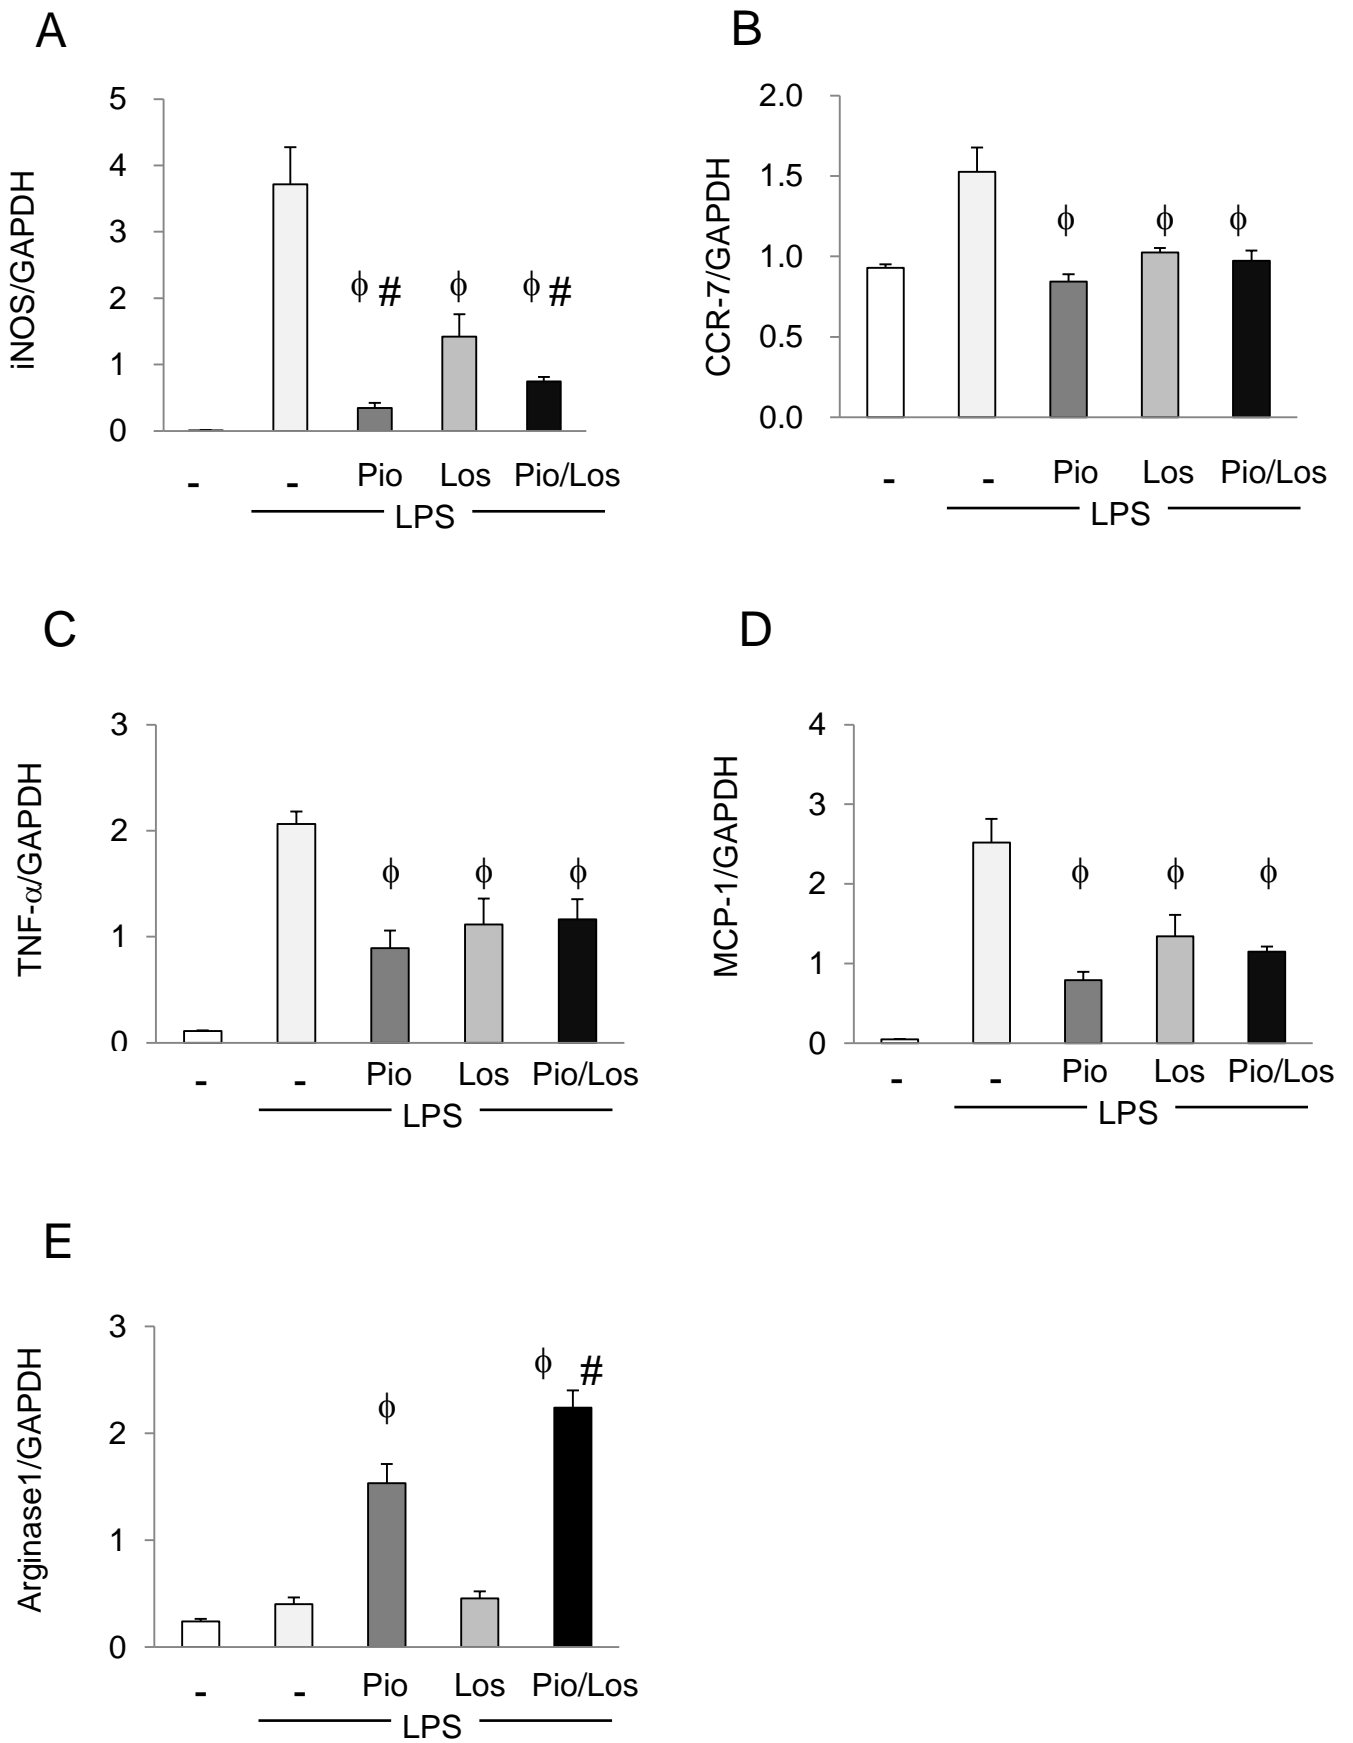 A
iNOS/GAPDH
5
4
3
2
1
0
ϕ # ϕ ϕ #
- - Pio Los Pio/Los
LPS
B
CCR-7/GAPDH
2.0
1.5
1.0
0.5
0.0
ϕ ϕ ϕ
- - Pio Los Pio/Los
LPS
C
TNF-α/GAPDH
3
2
1
0
ϕ ϕ ϕ
- - Pio Los Pio/Los
LPS
D
MCP-1/GAPDH
4
3
2
1
0
ϕ ϕ ϕ
- - Pio Los Pio/Los
LPS
E
Arginase1/GAPDH
3
2
1
0
ϕ ϕ #
- - Pio Los Pio/Los
LPS